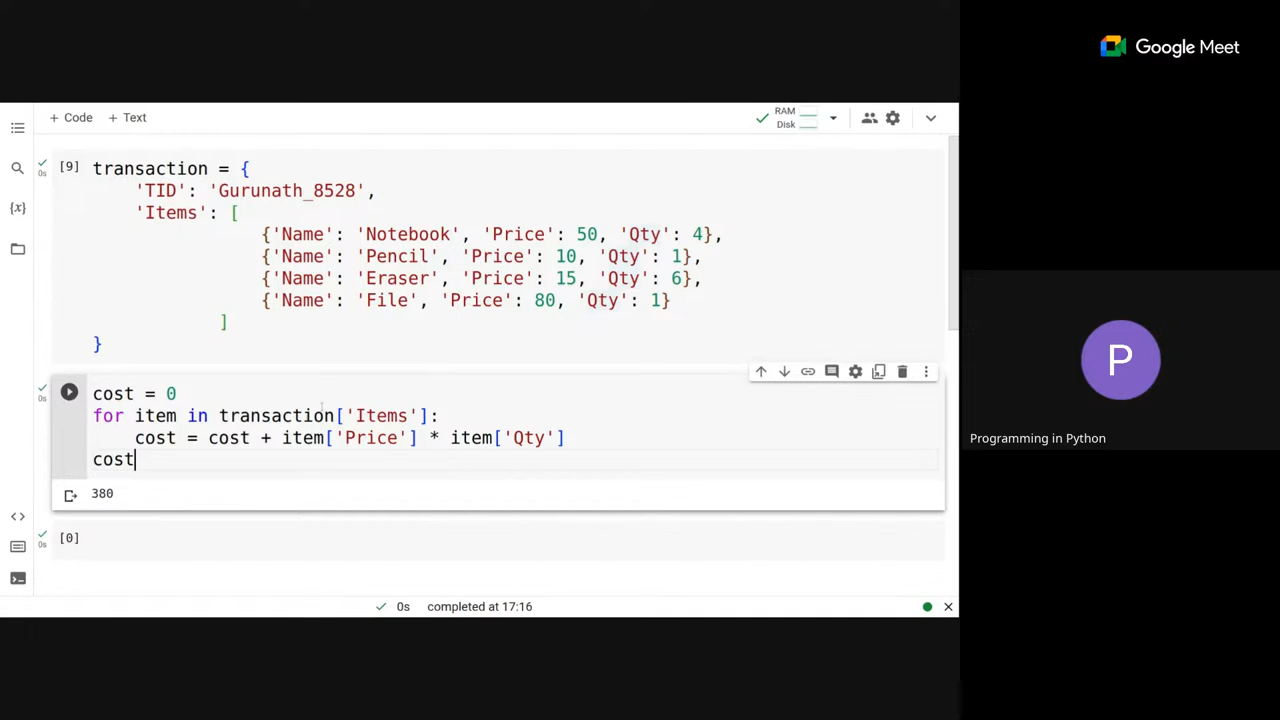 Google Meet
+ Code + Text
RAM
Disk
[9] transaction = {
'TID': 'Gurunath_8528',
'Items': [
{'Name': 'Notebook', 'Price': 50, 'Qty': 4},
{'Name': 'Pencil', 'Price': 10, 'Qty': 1},
{'Name': 'Eraser', 'Price': 15, 'Qty': 6},
{'Name': 'File', 'Price': 80, 'Qty': 1}
]
}
0s
{x}
cost = 0
for item in transaction['Items']:
cost = cost + item['Price'] * item['Qty']
cost
0s
380
[0]
0s
P
Programming in Python
0s completed at 17:16